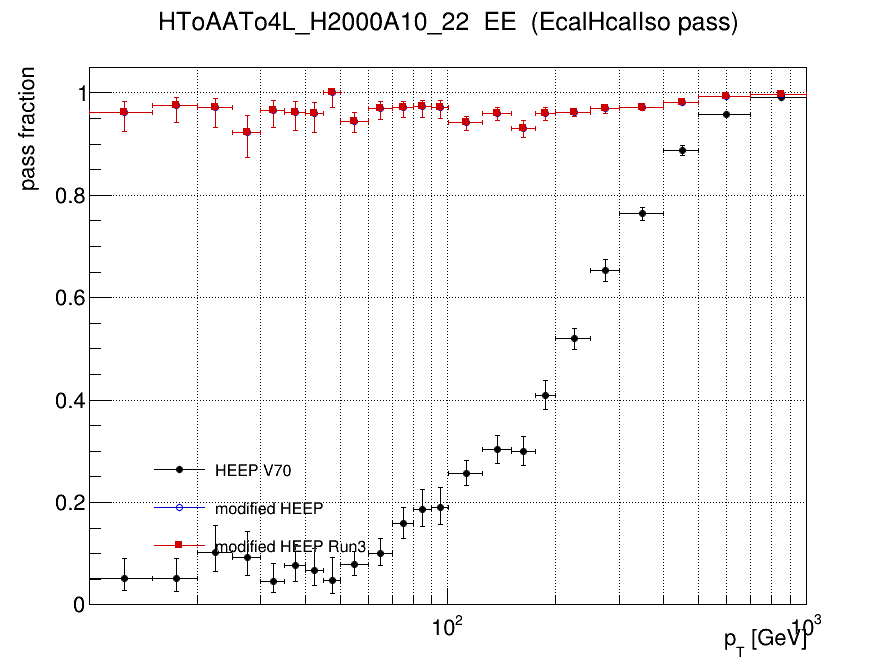 HToAATo4L_H2000A10_22 EE (EcalHcalIso pass)
pass fraction
1
0.8
0.6
0.4
0.2
0
HEEP V70
modified HEEP
modified HEEP Run3
10²
10³
p_T [GeV]